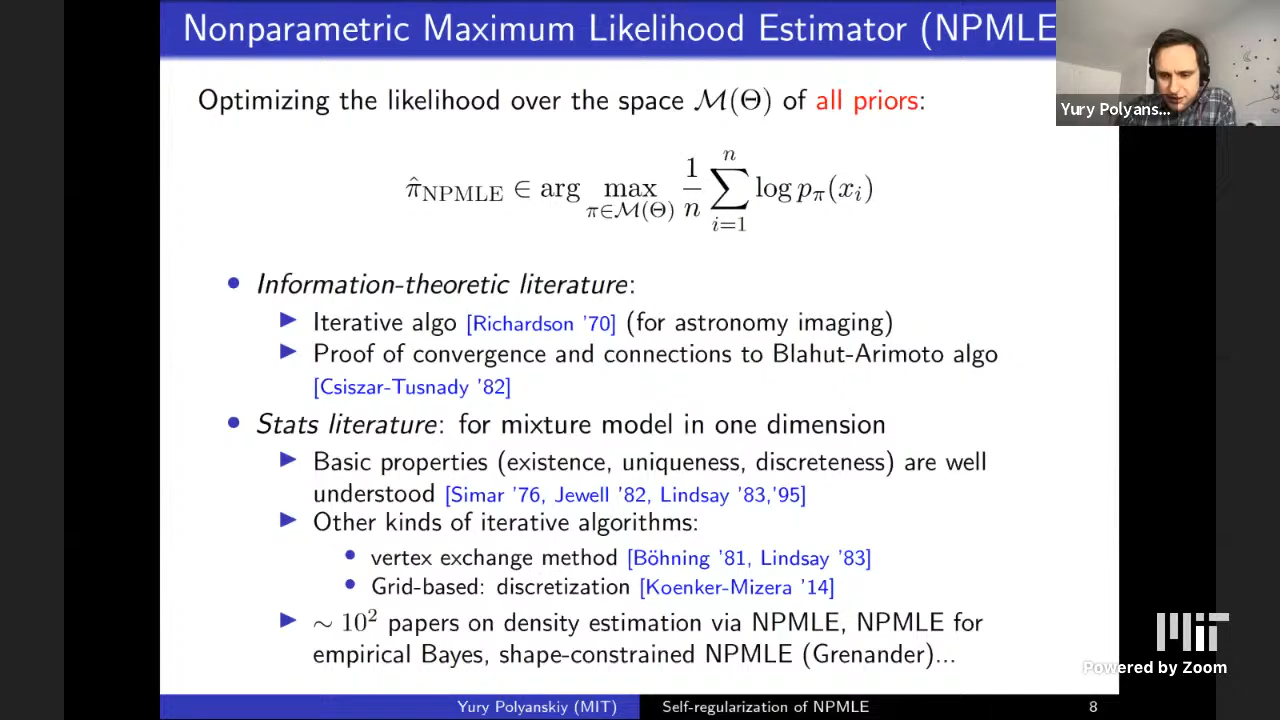 Nonparametric Maximum Likelihood Estimator (NPMLE
Yury Polyans...
Optimizing the likelihood over the space ℳ(Θ) of all priors:
π̂_NPMLE ∈ arg max_{π∈ℳ(Θ)} 1/n ∑_{i=1}^{n} log p_π(x_i)
• Information-theoretic literature:
▶ Iterative algo [Richardson '70] (for astronomy imaging)
▶ Proof of convergence and connections to Blahut-Arimoto algo
[Csiszar-Tusnady '82]
• Stats literature: for mixture model in one dimension
▶ Basic properties (existence, uniqueness, discreteness) are well
understood [Simar '76, Jewell '82, Lindsay '83,'95]
▶ Other kinds of iterative algorithms:
• vertex exchange method [Böhning '81, Lindsay '83]
• Grid-based: discretization [Koenker-Mizera '14]
▶ ∼ 10² papers on density estimation via NPMLE, NPMLE for
empirical Bayes, shape-constrained NPMLE (Grenander)...
MIT
Powered by Zoom
Yury Polyanskiy (MIT) Self-regularization of NPMLE 8